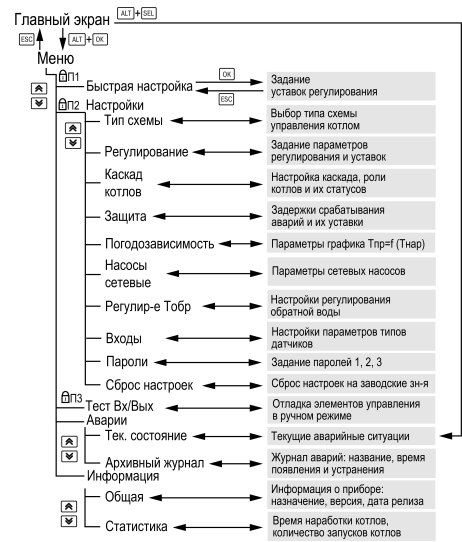 Главный экран
ALT + SEL
ESC
ALT + OK
Меню
П1
Быстрая настройка
OK
ESC
Задание
уставок регулирования
П2
Настройки
Тип схемы
Выбор типа схемы
управления котлом
Регулирование
Задание параметров
регулирования и уставок
Каскад
котлов
Настройка каскада, роли
котлов и их статусов
Защита
Задержки срабатывания
аварий и их уставки
Погодозависимость
Параметры графика Тпр=f (Тнар)
Насосы
сетевые
Параметры сетевых насосов
Регулир-е Тобр
Настройки регулирования
обратной воды
Входы
Настройки параметров типов
датчиков
Пароли
Задание паролей 1, 2, 3
Сброс настроек
Сброс настроек на заводские зн-я
П3
Тест Вх/Вых
Отладка элементов управления
в ручном режиме
Аварии
Тек. состояние
Текущие аварийные ситуации
Архивный журнал
Журнал аварий: название, время
появления и устранения
Информация
Общая
Информация о приборе:
назначение, версия, дата релиза
Статистика
Время наработки котлов,
количество запусков котлов